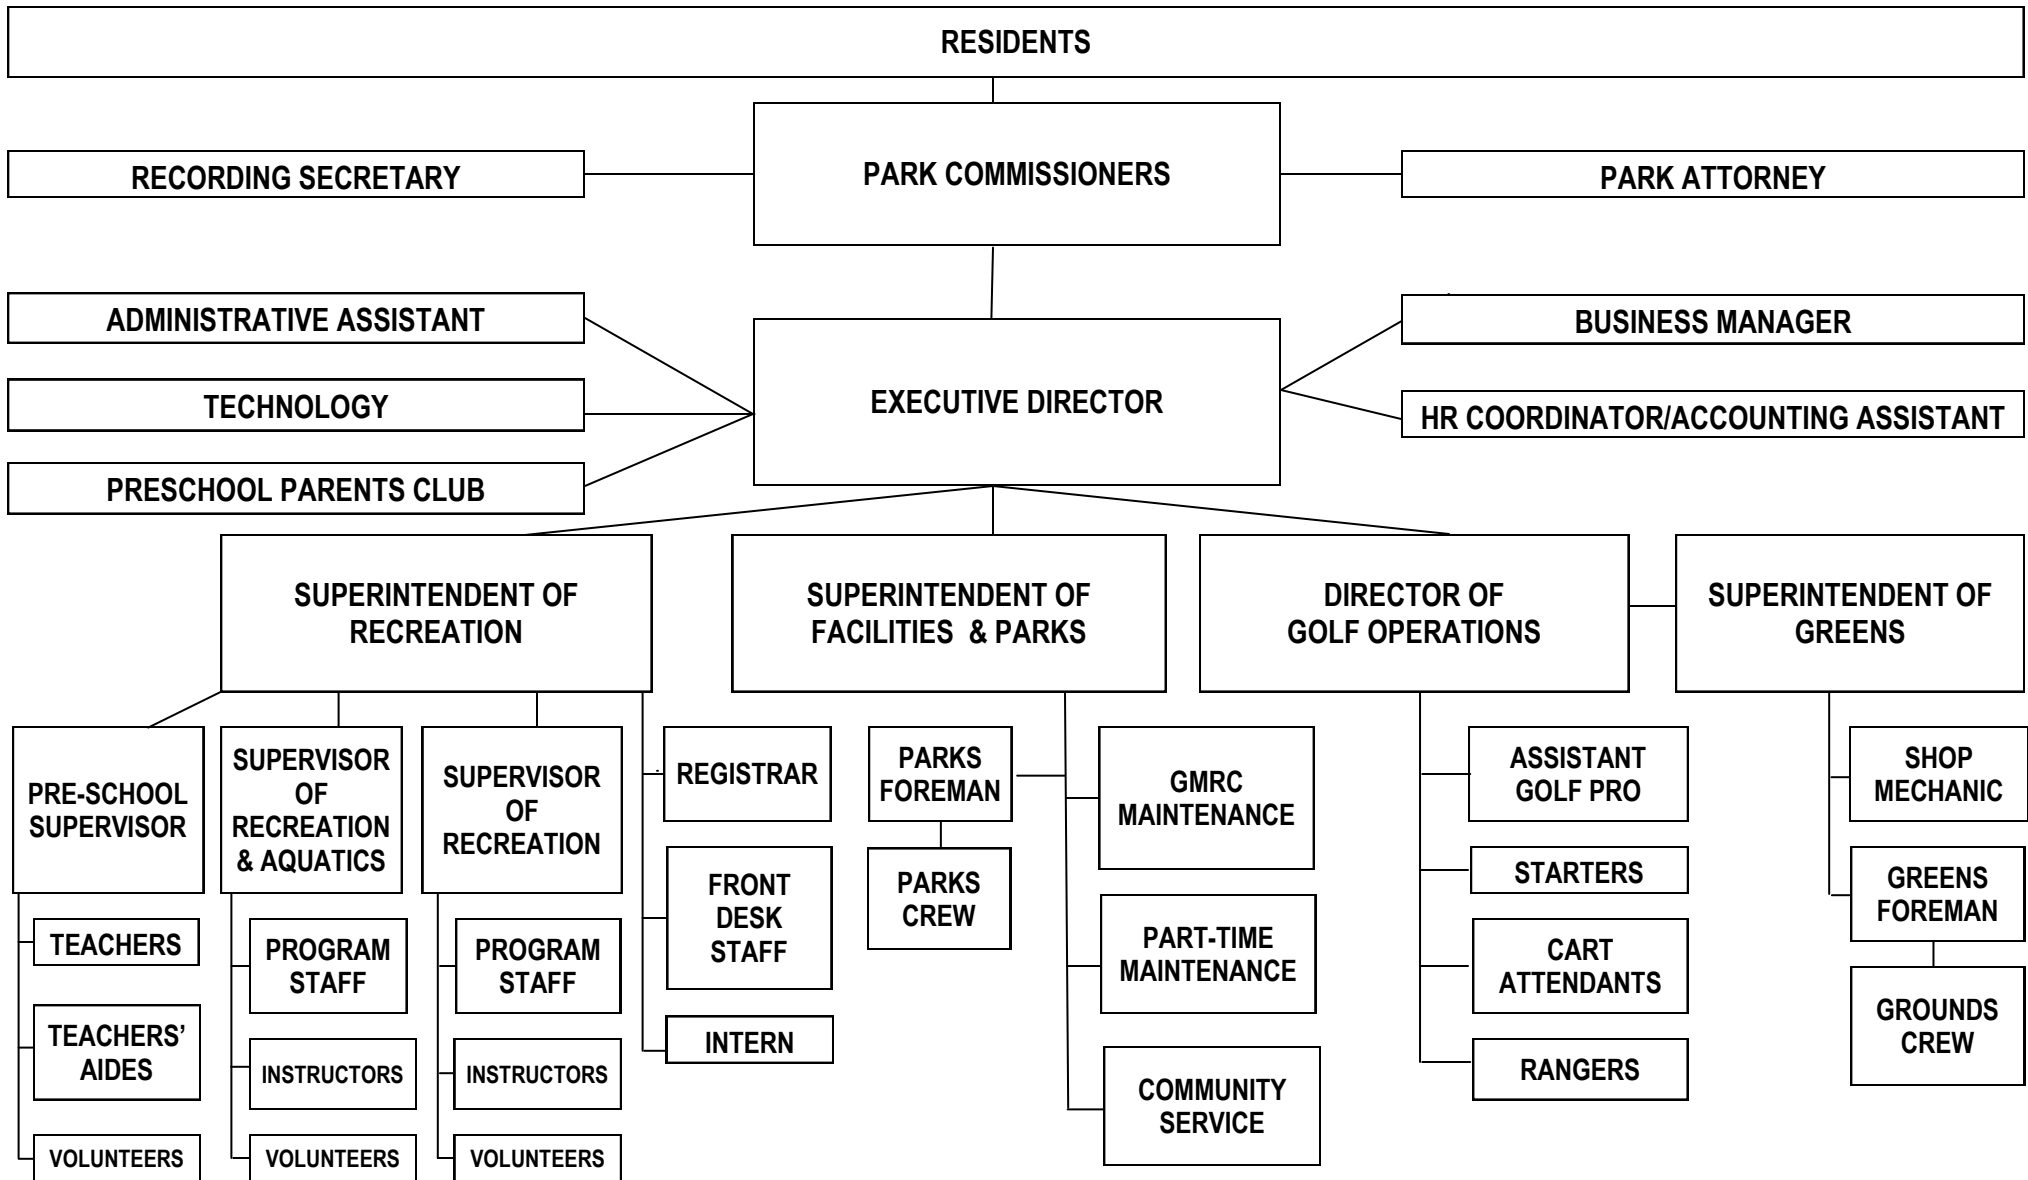 RESIDENTS
RECORDING SECRETARY
PARK COMMISSIONERS
PARK ATTORNEY
ADMINISTRATIVE ASSISTANT
TECHNOLOGY
PRESCHOOL PARENTS CLUB
EXECUTIVE DIRECTOR
BUSINESS MANAGER
HR COORDINATOR/ACCOUNTING ASSISTANT
SUPERINTENDENT OF
RECREATION
SUPERINTENDENT OF
FACILITIES & PARKS
DIRECTOR OF
GOLF OPERATIONS
SUPERINTENDENT OF
GREENS
PRE-SCHOOL
SUPERVISOR
TEACHERS
TEACHERS’
AIDES
VOLUNTEERS
SUPERVISOR
OF
RECREATION
& AQUATICS
PROGRAM
STAFF
INSTRUCTORS
VOLUNTEERS
SUPERVISOR
OF
RECREATION
PROGRAM
STAFF
INSTRUCTORS
VOLUNTEERS
REGISTRAR
FRONT
DESK
STAFF
INTERN
PARKS
FOREMAN
PARKS
CREW
GMRC
MAINTENANCE
PART-TIME
MAINTENANCE
COMMUNITY
SERVICE
ASSISTANT
GOLF PRO
STARTERS
CART
ATTENDANTS
RANGERS
SHOP
MECHANIC
GREENS
FOREMAN
GROUNDS
CREW